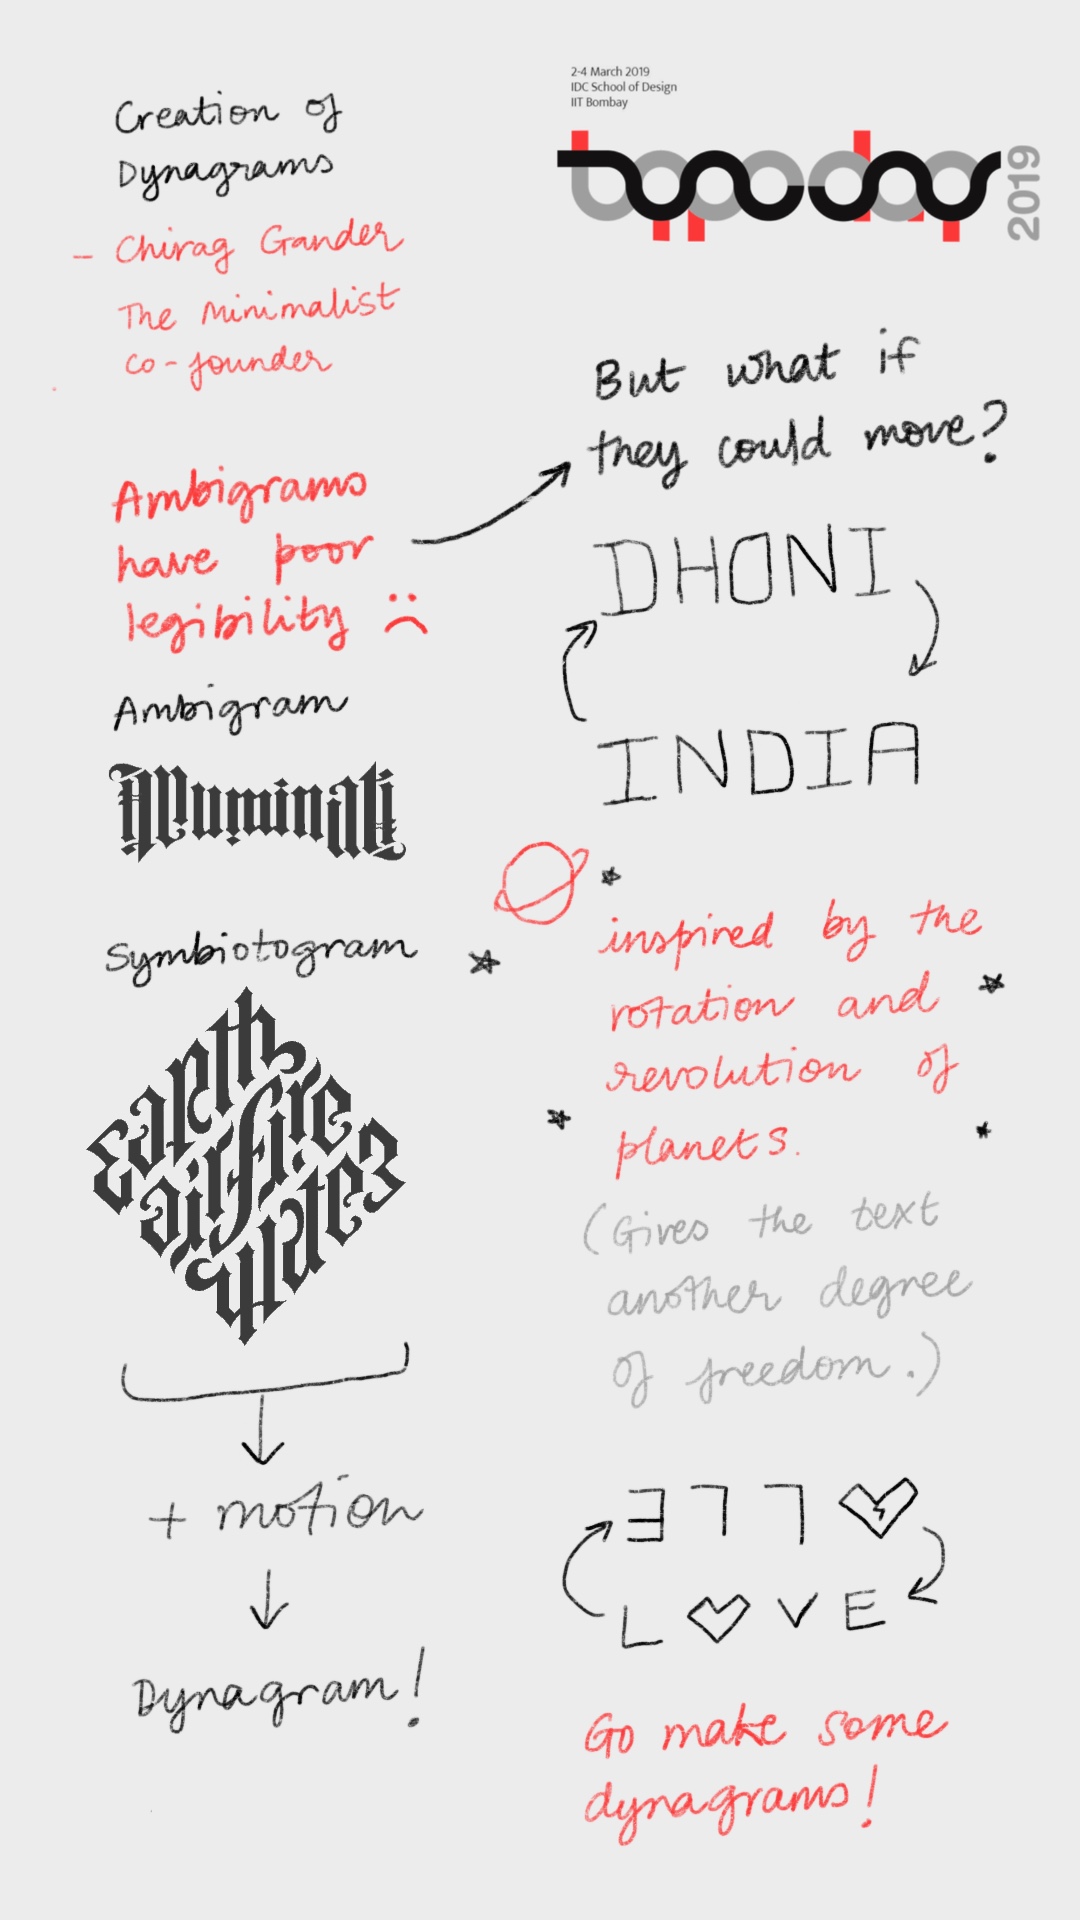 Creation of
Dynagrams
- Chirag Gander
The Minimalist
co-founder
Ambigrams
have poor
legibility :(
Ambigram
illuminati
Symbiotogram
earth
air fire
water
+ motion
Dynagram!
2-4 March 2019
IDC School of Design
IIT Bombay
typoday
2019
But what if
they could move?
DHONI
INDIA
inspired by the
rotation and
revolution of
planets.
(Gives the text
another degree
of freedom.)
L ♡ V E
Go make some
dynagrams!